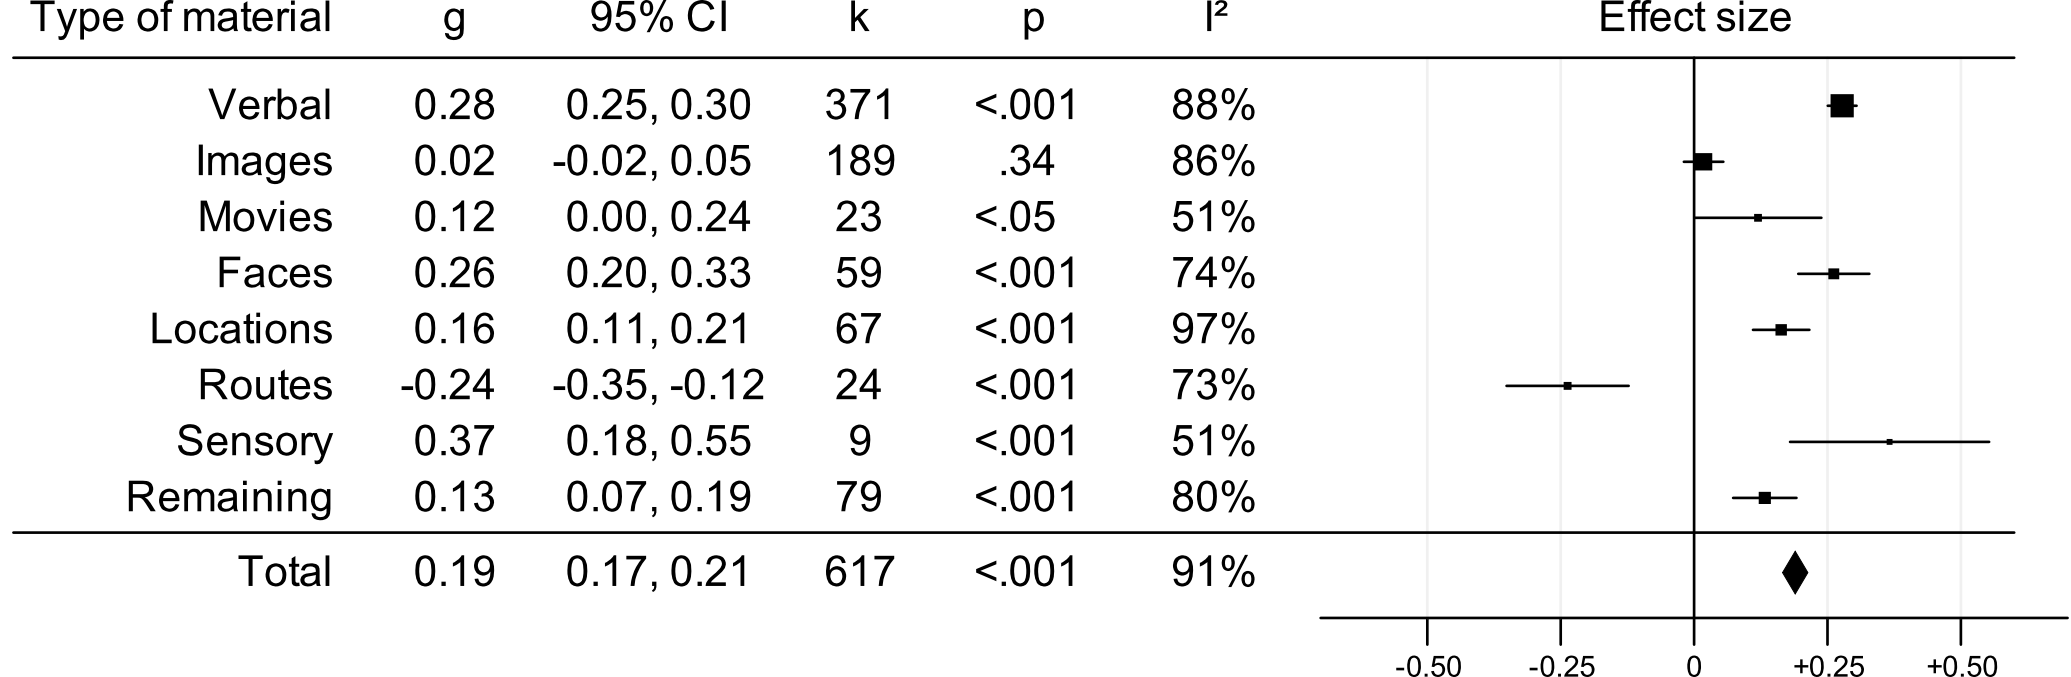 Type of material g 95% CI k p I² Effect size
Verbal 0.28 0.25, 0.30 371 <.001 88%
Images 0.02 -0.02, 0.05 189 .34 86%
Movies 0.12 0.00, 0.24 23 <.05 51%
Faces 0.26 0.20, 0.33 59 <.001 74%
Locations 0.16 0.11, 0.21 67 <.001 97%
Routes -0.24 -0.35, -0.12 24 <.001 73%
Sensory 0.37 0.18, 0.55 9 <.001 51%
Remaining 0.13 0.07, 0.19 79 <.001 80%
Total 0.19 0.17, 0.21 617 <.001 91%
-0.50 -0.25 0 +0.25 +0.50